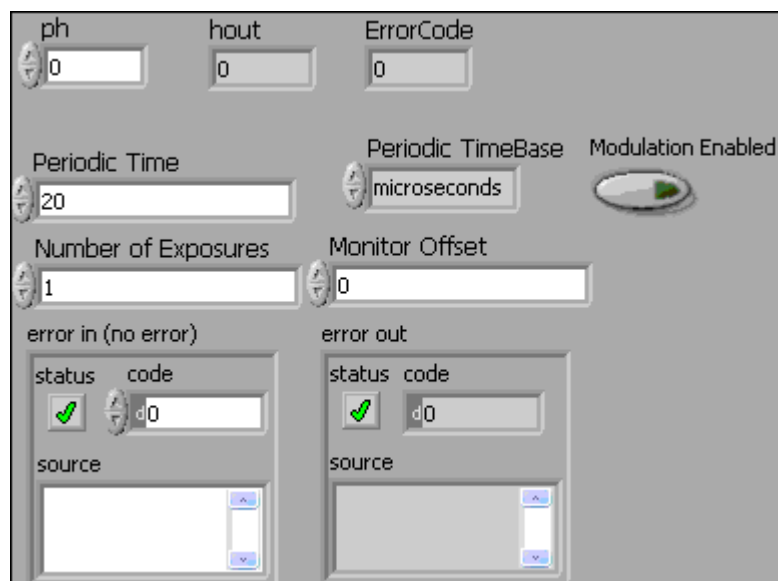 ph hout ErrorCode
0 0 0
Periodic Time Periodic TimeBase Modulation Enabled
20 microseconds
Number of Exposures Monitor Offset
1 0
error in (no error) error out
status code status code
d0 d0
source source